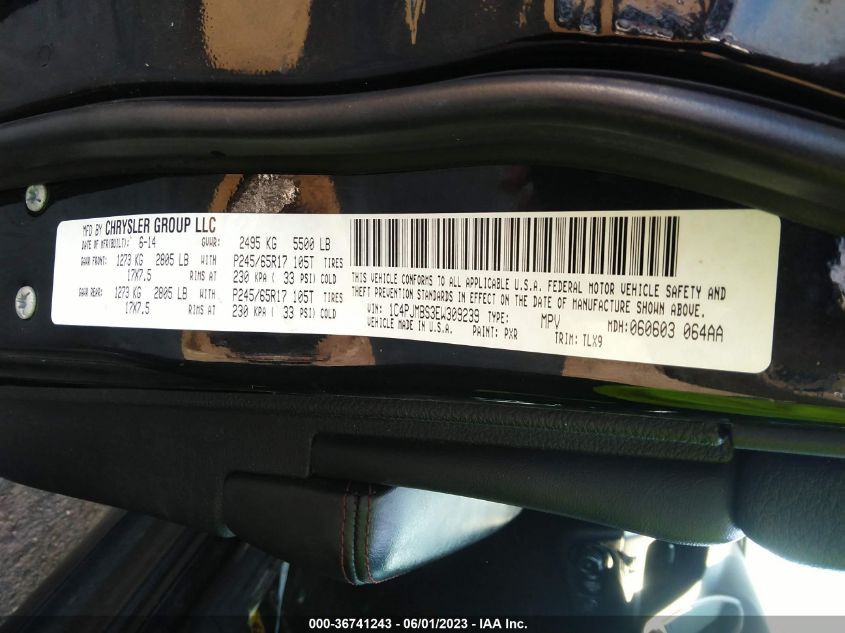 MFD BY CHRYSLER GROUP LLC
DATE OF MFR(BUILT): 6-14 GVWR: 2495 KG 5500 LB
GAWR FRONT: 1273 KG 2805 LB WITH P245/65R17 105T TIRES
17X7.5 RIMS AT 230 KPA ( 33 PSI) COLD
GAWR REAR: 1273 KG 2805 LB WITH P245/65R17 105T TIRES
17X7.5 RIMS AT 230 KPA ( 33 PSI) COLD
THIS VEHICLE CONFORMS TO ALL APPLICABLE U.S.A. FEDERAL MOTOR VEHICLE SAFETY AND
THEFT PREVENTION STANDARDS IN EFFECT ON THE DATE OF MANUFACTURE SHOWN ABOVE.
VIN: 1C4PJMBS3EW309239 TYPE: MPV MDH: 060603 064AA
VEHICLE MADE IN U.S.A. PAINT: PXR TRIM: TLX9
000-36741243 - 06/01/2023 - IAA Inc.